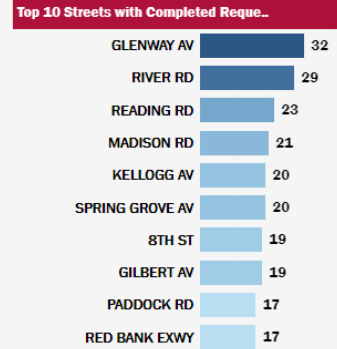 Top 10 Streets with Completed Reque..
GLENWAY AV 32
RIVER RD 29
READING RD 23
MADISON RD 21
KELLOGG AV 20
SPRING GROVE AV 20
8TH ST 19
GILBERT AV 19
PADDOCK RD 17
RED BANK EXWY 17